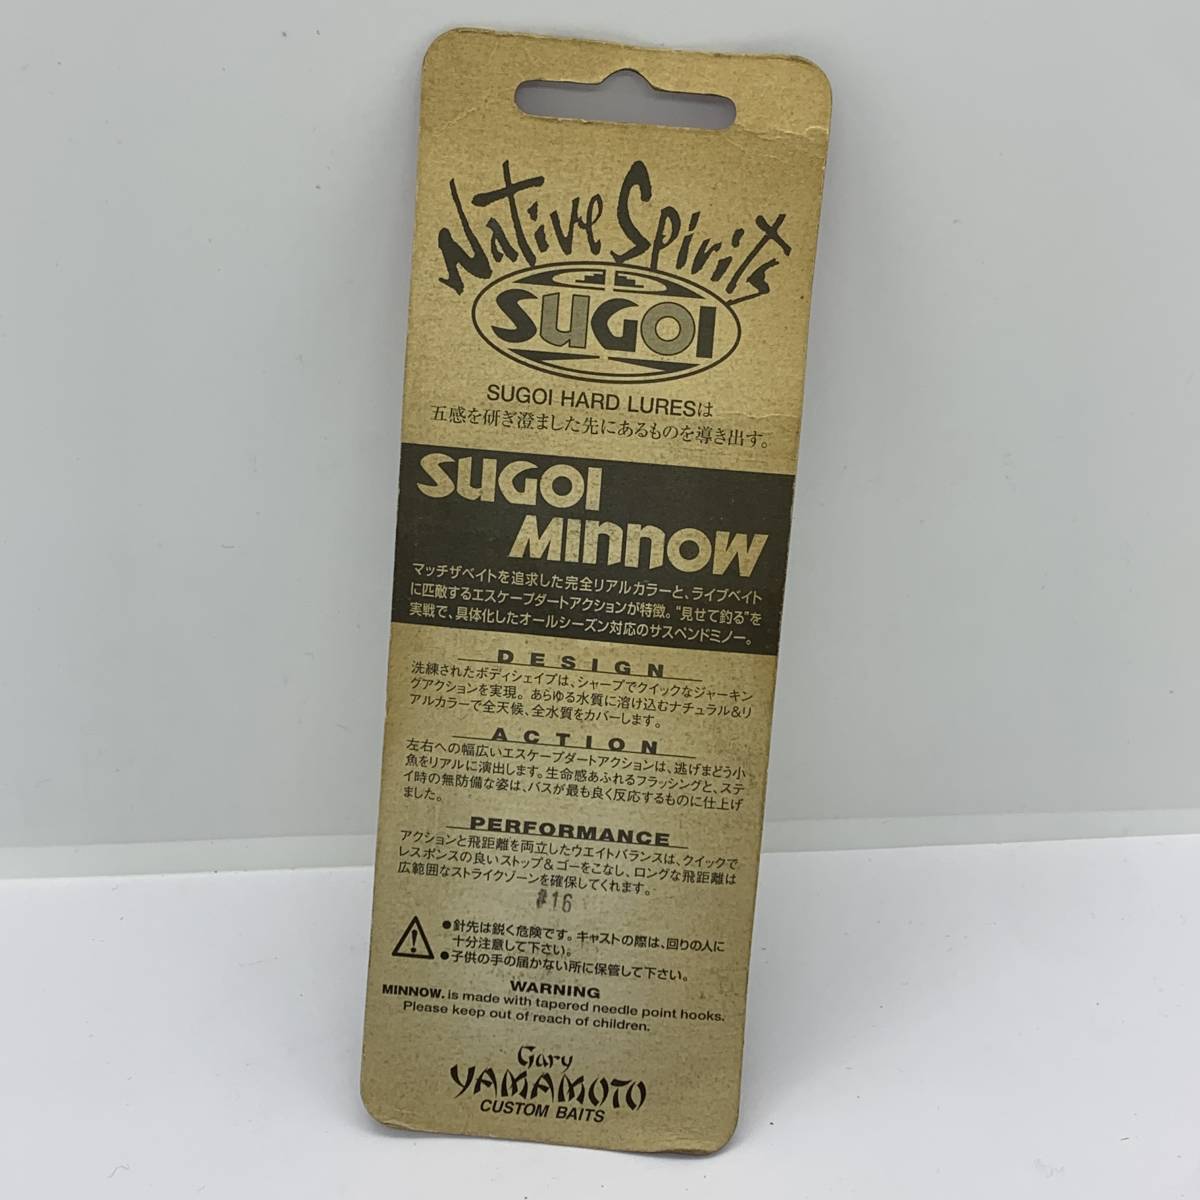 Native Spirits
SUGOI
SUGOI HARD LURESは
五感を研ぎ澄ました先にあるものを導き出す。
SUGOI
MINNOW
マッチザベイトを追求した完全リアルカラーと、ライブベイト
に匹敵するエスケープダートアクションが特徴。“見せて釣る”を
実戦で、具体化したオールシーズン対応のサスペンドミノー。
DESIGN
洗練されたボディシェイプは、シャープでクイックなジャーキン
グアクションを実現。あらゆる水質に溶け込むナチュラル&リ
アルカラーで全天候、全水質をカバーします。
ACTION
左右への幅広いエスケープダートアクションは、逃げまどう小
魚をリアルに演出します。生命感あふれるフラッシングと、ステ
イ時の無防備な姿は、バスが最も良く反応するものに仕上げ
ました。
PERFORMANCE
アクションと飛距離を両立したウエイトバランスは、クイックで
レスポンスの良いストップ&ゴーをこなし、ロングな飛距離は
広範囲なストライクゾーンを確保してくれます。
#16
●針先は鋭く危険です。キャストの際は、回りの人に
十分注意して下さい。
●子供の手の届かない所に保管して下さい。
WARNING
MINNOW. is made with tapered needle point hooks.
Please keep out of reach of children.
Gary
YAMAMOTO
CUSTOM BAITS